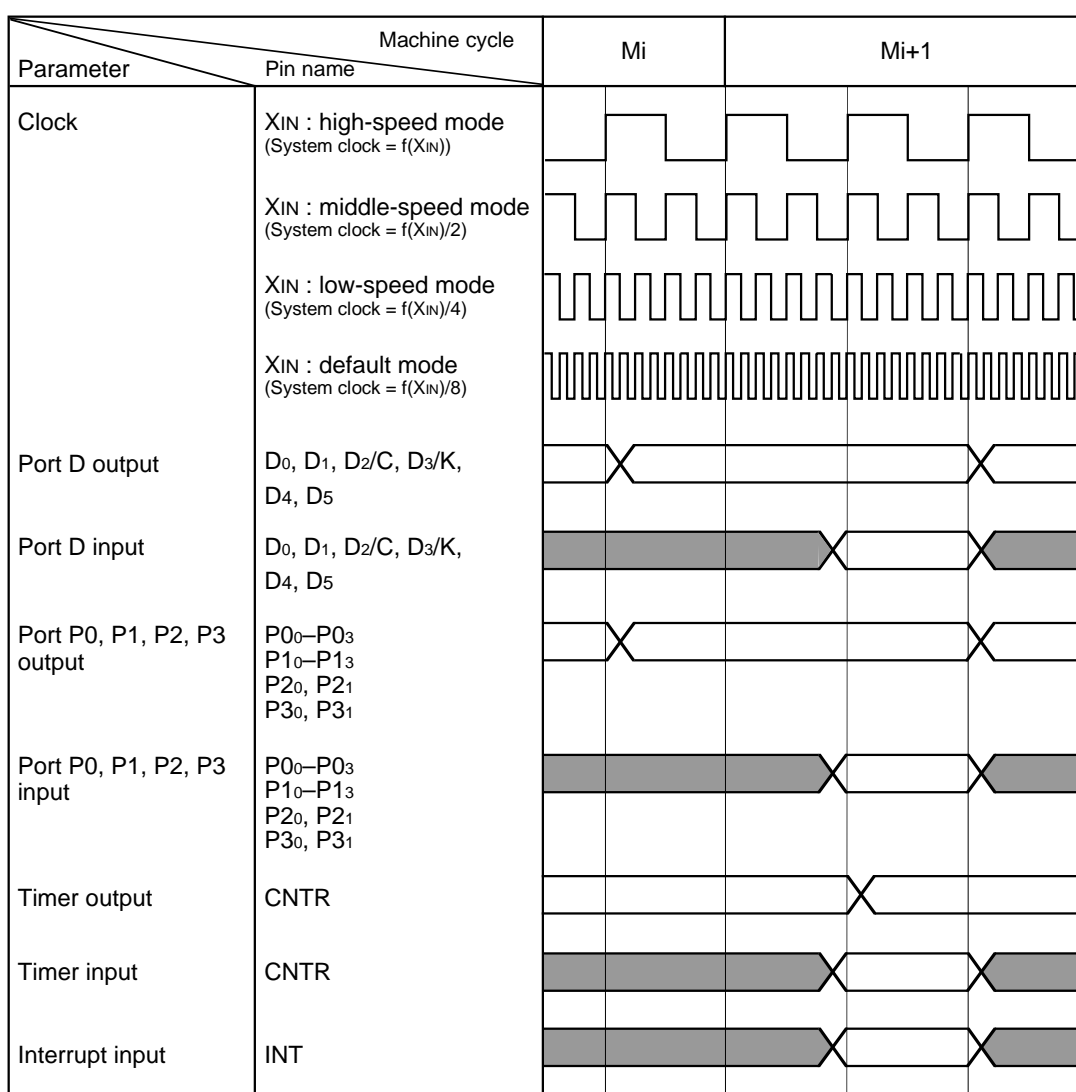 Machine cycle
Parameter
Pin name
Mi
Mi+1
Clock
XIN : high-speed mode
(System clock = f(XIN))
XIN : middle-speed mode
(System clock = f(XIN)/2)
XIN : low-speed mode
(System clock = f(XIN)/4)
XIN : default mode
(System clock = f(XIN)/8)
Port D output
D0, D1, D2/C, D3/K,
D4, D5
Port D input
D0, D1, D2/C, D3/K,
D4, D5
Port P0, P1, P2, P3
output
P00–P03
P10–P13
P20, P21
P30, P31
Port P0, P1, P2, P3
input
P00–P03
P10–P13
P20, P21
P30, P31
Timer output
CNTR
Timer input
CNTR
Interrupt input
INT